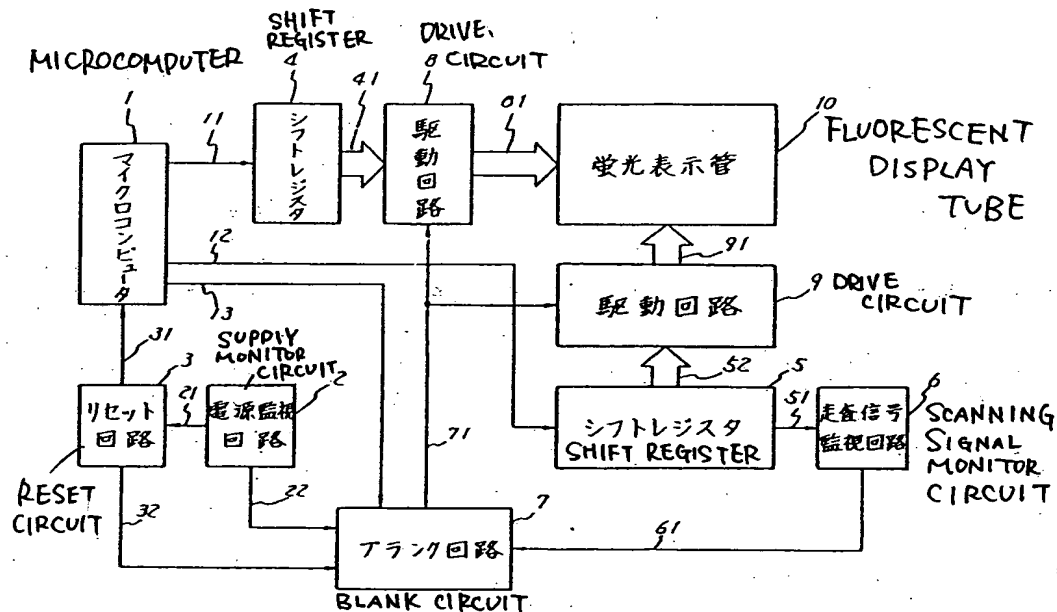 SHIFT
REGISTER
DRIVE
CIRCUIT
MICROCOMPUTER
1
11
4
41
8
81
10
FLUORESCENT
DISPLAY
TUBE
マイクロコンピュータ
シフトレジスタ
駆動回路
蛍光表示管
12
13
91
駆動回路
9 DRIVE
CIRCUIT
31
SUPPLY
MONITOR
CIRCUIT
3
21
2
52
5
51
6
リセット
回路
電源監視
回路
71
シフトレジスタ
SHIFT REGISTER
走査信号
監視回路
SCANNING
SIGNAL
MONITOR
CIRCUIT
RESET
CIRCUIT
32
22
7
61
ブランク回路
BLANK CIRCUIT